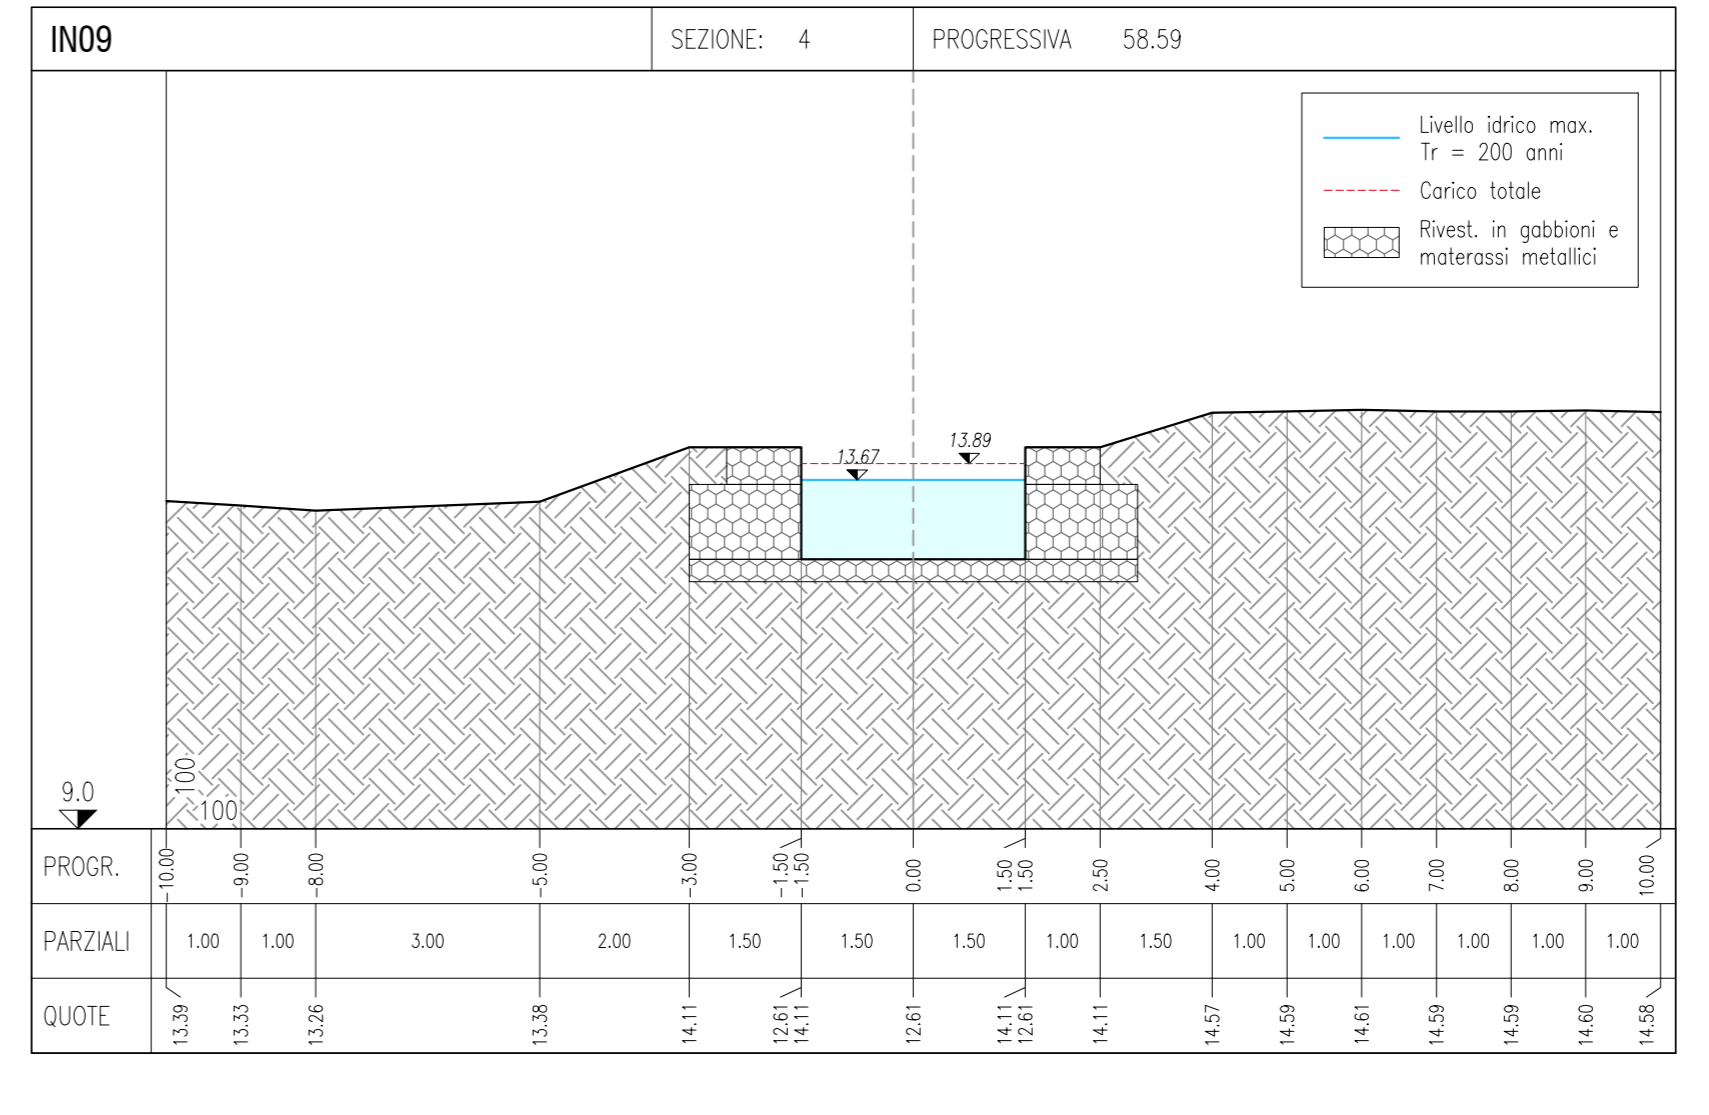 IN09
SEZIONE: 4
PROGRESSIVA 58.59
Livello idrico max.
Tr = 200 anni
Carico totale
Rivest. in gabbioni e
materassi metallici
13.89
13.67
100
100
9.0
PROGR. -10.00 -9.00 -8.00 -5.00 -3.00 -1.50 -1.50 0.00 1.50 1.50 2.50 4.00 5.00 6.00 7.00 8.00 9.00 10.00
PARZIALI 1.00 1.00 3.00 2.00 1.50 1.50 1.50 1.00 1.50 1.00 1.00 1.00 1.00 1.00 1.00
QUOTE 13.39 13.33 13.26 13.38 14.11 12.61 14.11 12.61 14.11 12.61 14.11 14.57 14.59 14.61 14.59 14.59 14.60 14.58